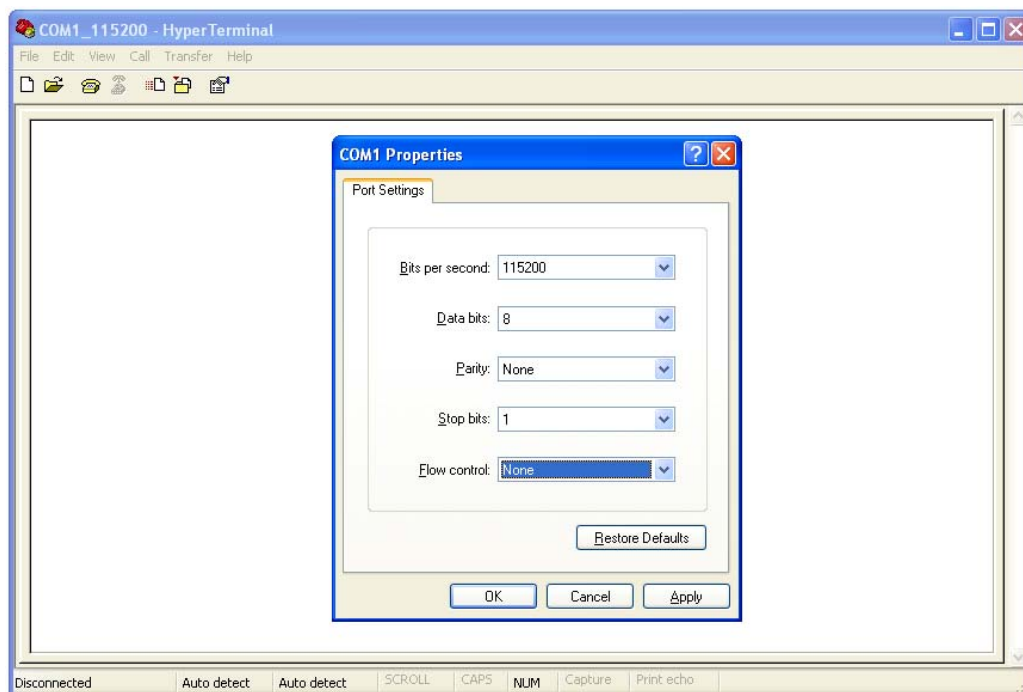 COM1_115200 - HyperTerminal
File Edit View Call Transfer Help
COM1 Properties
Port Settings
Bits per second: 115200
Data bits: 8
Parity: None
Stop bits: 1
Flow control: None
Restore Defaults
OK Cancel Apply
Disconnected Auto detect Auto detect SCROLL CAPS NUM Capture Print echo